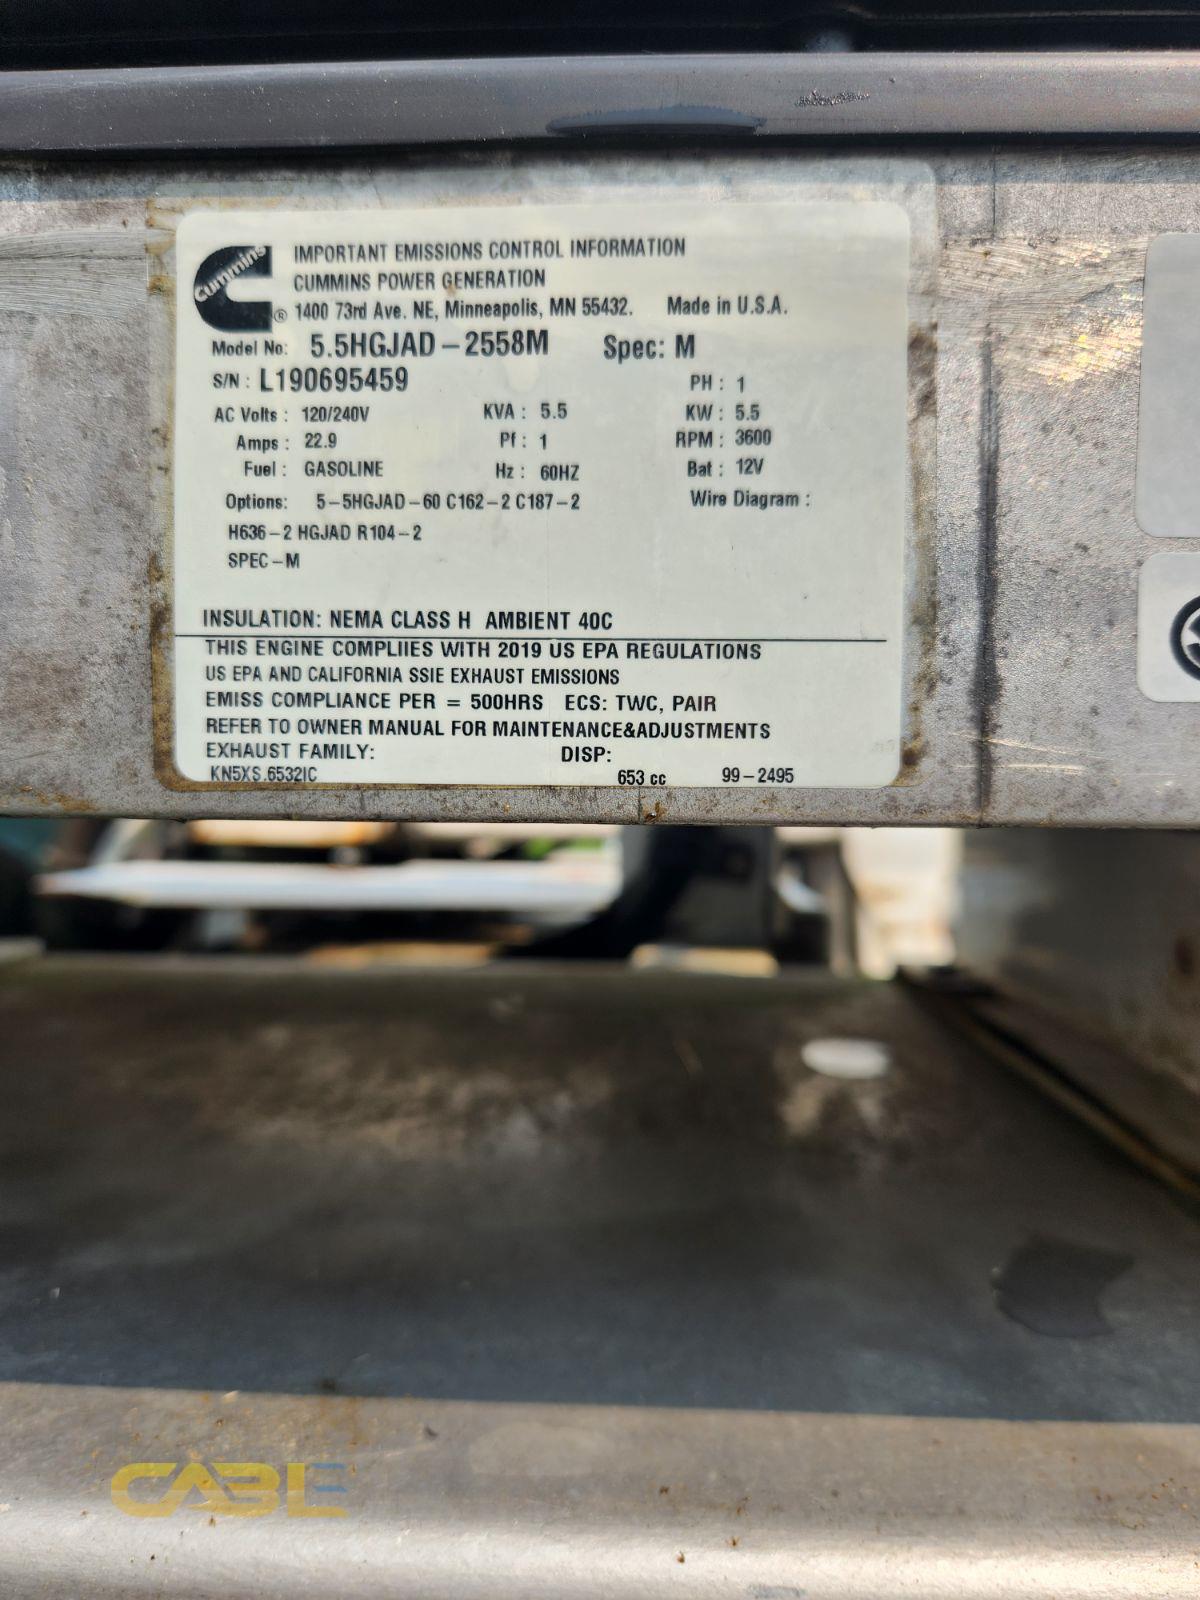 Cummins
IMPORTANT EMISSIONS CONTROL INFORMATION
CUMMINS POWER GENERATION
® 1400 73rd Ave. NE, Minneapolis, MN 55432. Made in U.S.A.
Model No: 5.5HGJAD-2558M Spec: M
S/N : L190695459 PH : 1
AC Volts : 120/240V KVA : 5.5 KW : 5.5
Amps : 22.9 Pf : 1 RPM : 3600
Fuel : GASOLINE Hz : 60HZ Bat : 12V
Options: 5-5HGJAD-60 C162-2 C187-2 Wire Diagram :
H636-2 HGJAD R104-2
SPEC-M
INSULATION: NEMA CLASS H AMBIENT 40C
THIS ENGINE COMPLIIES WITH 2019 US EPA REGULATIONS
US EPA AND CALIFORNIA SSIE EXHAUST EMISSIONS
EMISS COMPLIANCE PER = 500HRS ECS: TWC, PAIR
REFER TO OWNER MANUAL FOR MAINTENANCE&ADJUSTMENTS
EXHAUST FAMILY: DISP:
KN5XS.6532IC 653 cc 99-2495
CABLE